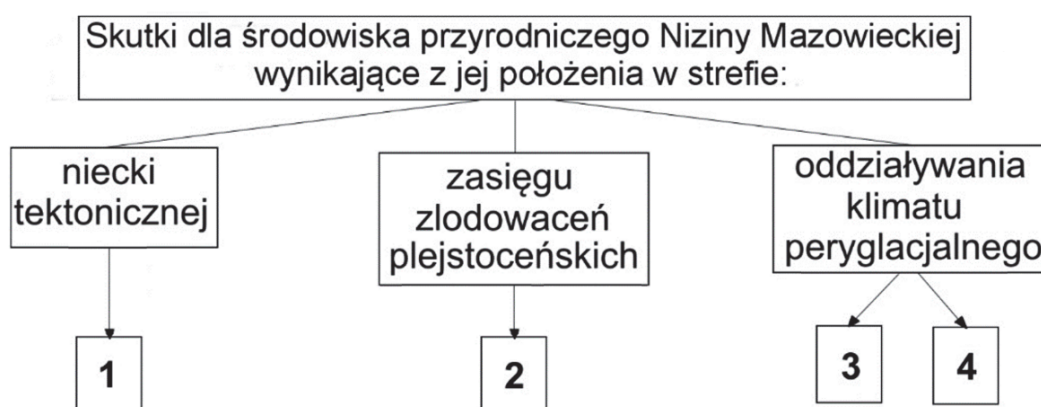 Skutki dla środowiska przyrodniczego Niziny Mazowieckiej
wynikające z jej położenia w strefie:
niecki
tektonicznej
zasięgu
zlodowaceń
plejstoceńskich
oddziaływania
klimatu
peryglacjalnego
1
2
3
4